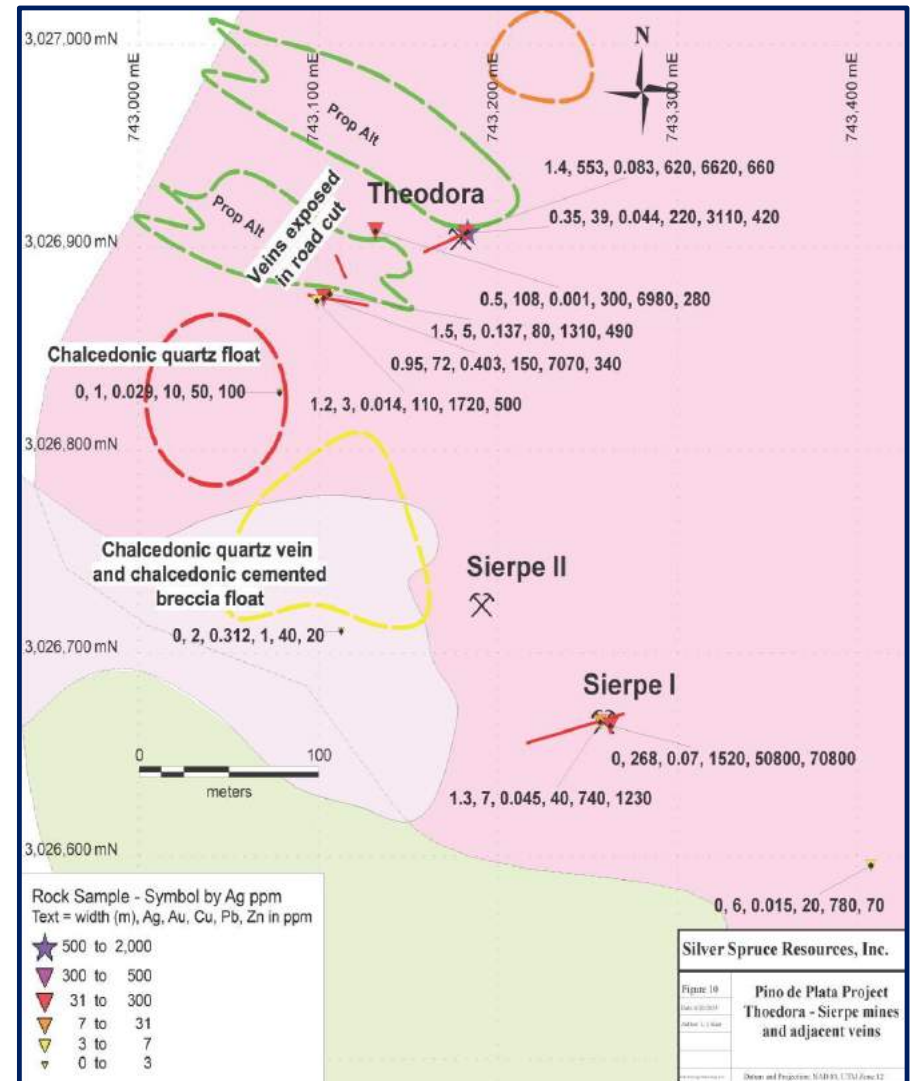 3,027,000 mN
3,026,900 mN
3,026,800 mN
3,026,700 mN
3,026,600 mN
743,000 mE
743,100 mE
743,200 mE
743,300 mE
743,400 mE
N
Prop Alt
Prop Alt
Veins exposed
in road cut
Theodora
1.4, 553, 0.083, 620, 6620, 660
0.35, 39, 0.044, 220, 3110, 420
0.5, 108, 0.001, 300, 6980, 280
1.5, 5, 0.137, 80, 1310, 490
0.95, 72, 0.403, 150, 7070, 340
1.2, 3, 0.014, 110, 1720, 500
Chalcedonic quartz float
0, 1, 0.029, 10, 50, 100
Chalcedonic quartz vein
and chalcedonic cemented
breccia float
0, 2, 0.312, 1, 40, 20
Sierpe II
Sierpe I
0, 268, 0.07, 1520, 50800, 70800
1.3, 7, 0.045, 40, 740, 1230
0, 6, 0.015, 20, 780, 70
0 100
meters
Rock Sample - Symbol by Ag ppm
Text = width (m), Ag, Au, Cu, Pb, Zn in ppm
500 to 2,000
300 to 500
31 to 300
7 to 31
3 to 7
0 to 3
Silver Spruce Resources, Inc.
Figure 10
Pino de Plata Project
Thoedora - Sierpe mines
and adjacent veins
Datum and Projection: NAD 83, UTM Zone 12